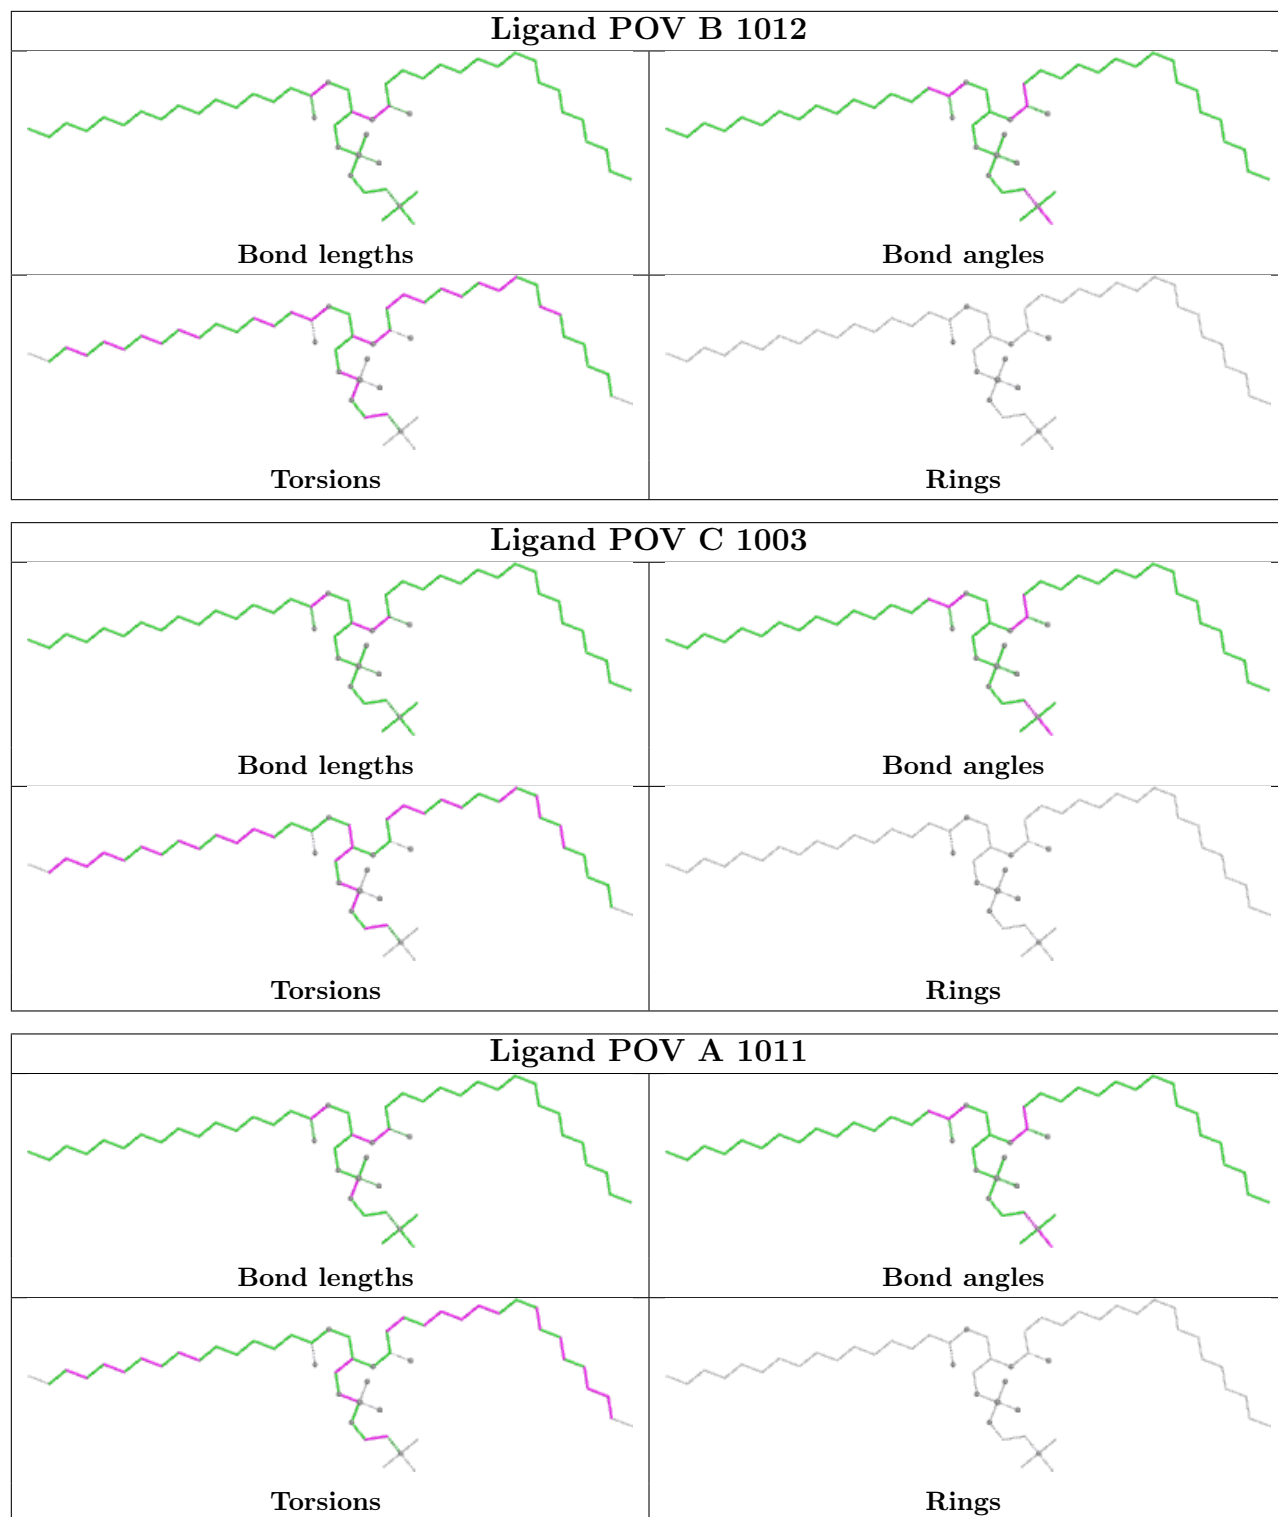 Ligand POV B 1012
Bond lengths
Bond angles
Torsions
Rings
Ligand POV C 1003
Bond lengths
Bond angles
Torsions
Rings
Ligand POV A 1011
Bond lengths
Bond angles
Torsions
Rings